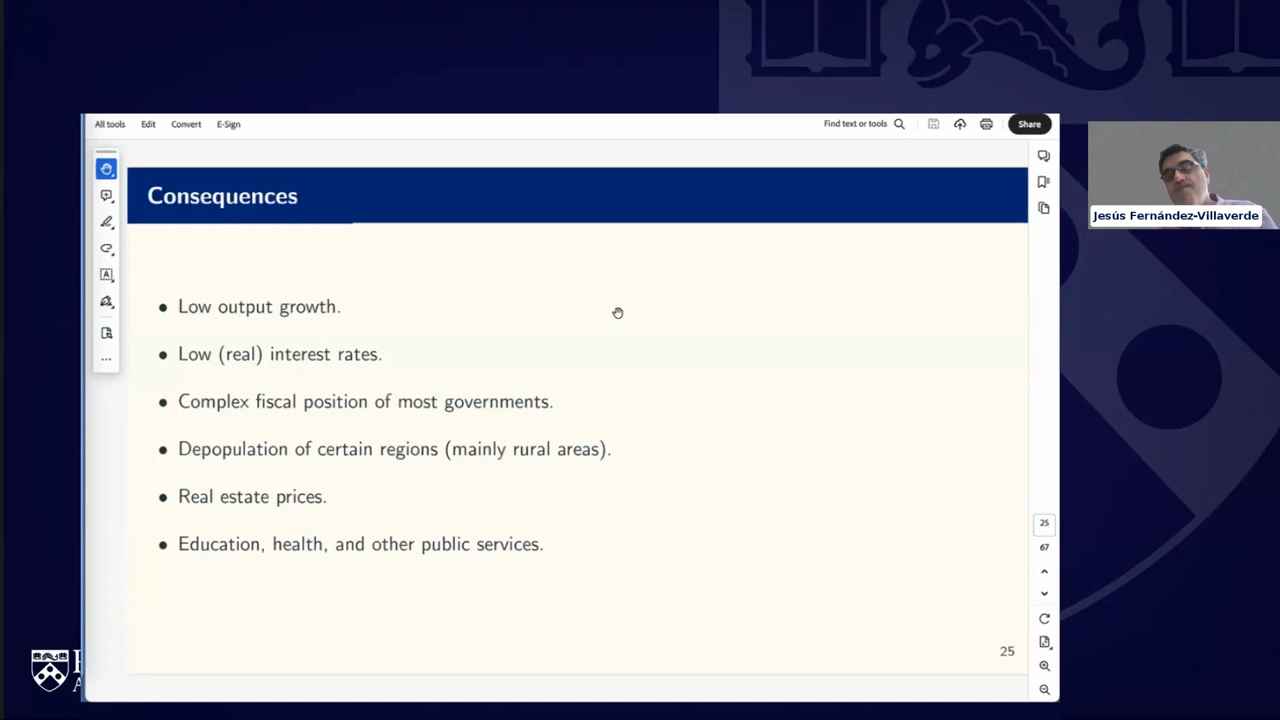 All tools Edit Convert E-Sign Find text or tools Share
Consequences
Jesús Fernández-Villaverde
• Low output growth.
• Low (real) interest rates.
• Complex fiscal position of most governments.
• Depopulation of certain regions (mainly rural areas).
• Real estate prices.
• Education, health, and other public services.
25
67
25